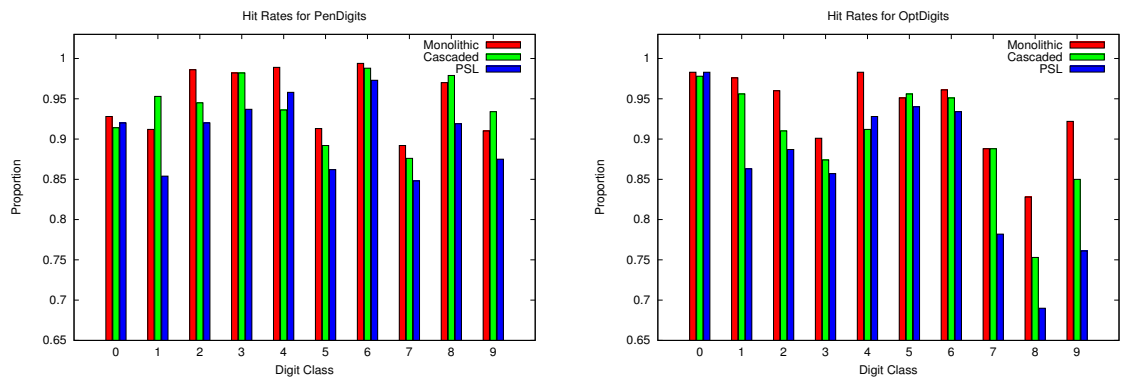 Hit Rates for PenDigits
Monolithic
Cascaded
PSL
1
0.95
0.9
0.85
0.8
0.75
0.7
0.65
Proportion
0 1 2 3 4 5 6 7 8 9
Digit Class
Hit Rates for OptDigits
Monolithic
Cascaded
PSL
1
0.95
0.9
0.85
0.8
0.75
0.7
0.65
Proportion
0 1 2 3 4 5 6 7 8 9
Digit Class